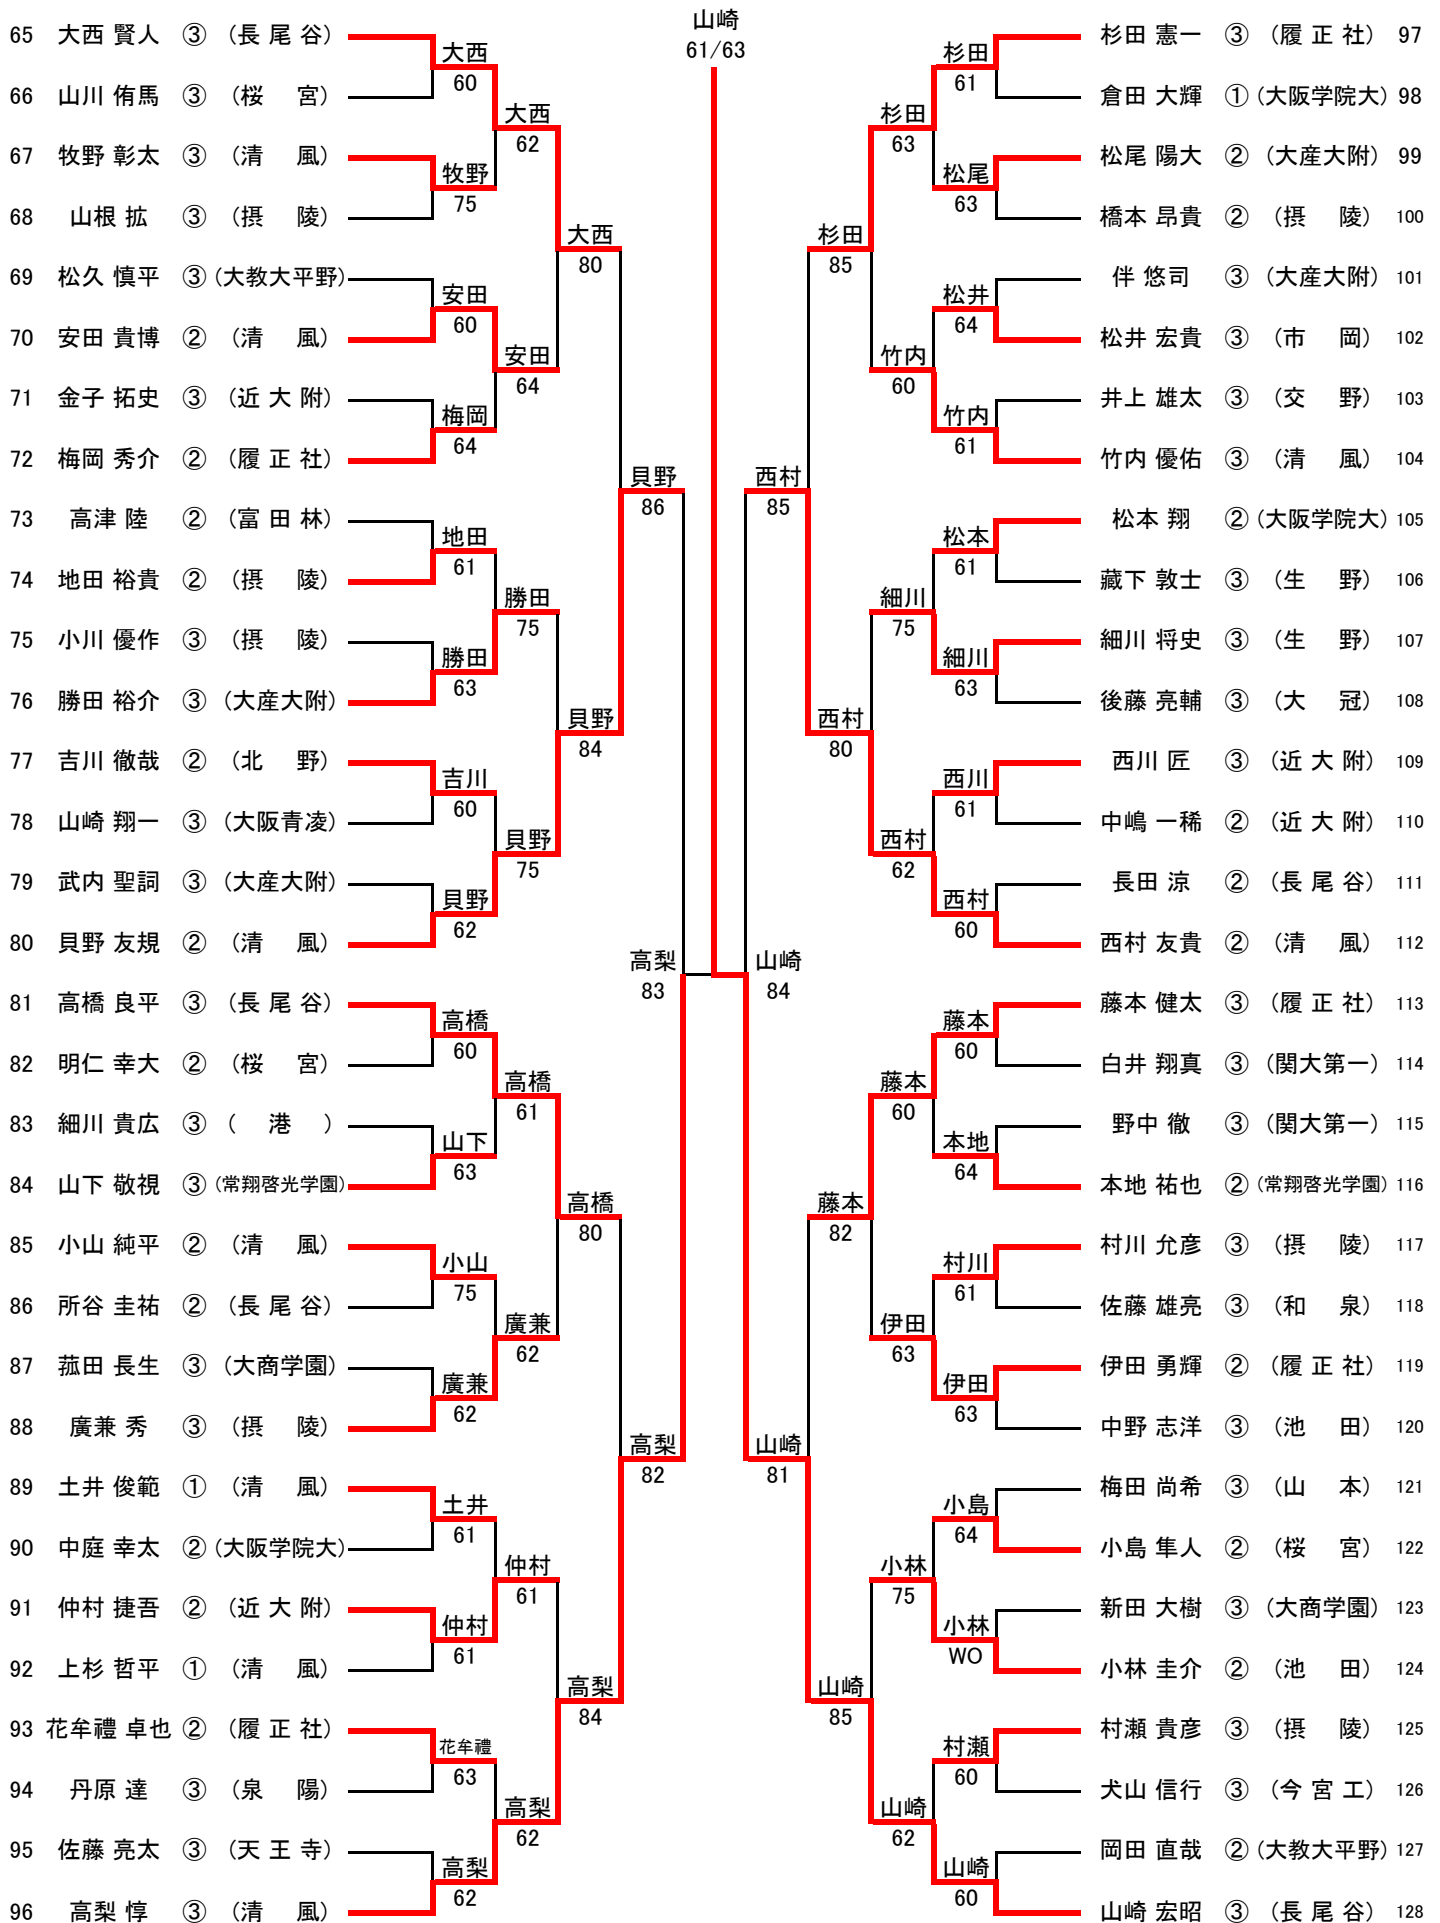 山崎
61/63
65 大西 賢人 ③ (長 尾 谷)
大西
60
66 山川 侑馬 ③ (桜 宮)
大西
62
67 牧野 彰太 ③ (清 風)
牧野
75
68 山根 拡 ③ (摂 陵)
大西
80
69 松久 慎平 ③ (大教大平野)
安田
60
70 安田 貴博 ② (清 風)
安田
64
71 金子 拓史 ③ (近 大 附)
梅岡
64
72 梅岡 秀介 ② (履 正 社)
貝野
86
73 高津 陸 ② (富 田 林)
地田
61
74 地田 裕貴 ② (摂 陵)
勝田
75
75 小川 優作 ③ (摂 陵)
勝田
63
76 勝田 裕介 ③ (大産大附)
貝野
84
77 吉川 徹哉 ② (北 野)
吉川
60
78 山崎 翔一 ③ (大阪青凌)
貝野
75
79 武内 聖詞 ③ (大産大附)
貝野
62
80 貝野 友規 ② (清 風)
高梨
83
81 高橋 良平 ③ (長 尾 谷)
高橋
60
82 明仁 幸大 ② (桜 宮)
高橋
61
83 細川 貴広 ③ ( 港 )
山下
63
84 山下 敬視 ③ (常翔啓光学園)
高橋
80
85 小山 純平 ② (清 風)
小山
75
86 所谷 圭祐 ② (長 尾 谷)
廣兼
62
87 菰田 長生 ③ (大商学園)
廣兼
62
88 廣兼 秀 ③ (摂 陵)
高梨
82
89 土井 俊範 ① (清 風)
土井
61
90 中庭 幸太 ② (大阪学院大)
仲村
61
91 仲村 捷吾 ② (近 大 附)
仲村
61
92 上杉 哲平 ① (清 風)
高梨
84
93 花牟禮 卓也 ② (履 正 社)
花牟禮
63
94 丹原 達 ③ (泉 陽)
高梨
62
95 佐藤 亮太 ③ (天 王 寺)
高梨
62
96 高梨 惇 ③ (清 風)
杉田 憲一 ③ (履 正 社) 97
杉田
61
倉田 大輝 ① (大阪学院大) 98
杉田
63
松尾 陽大 ② (大産大附) 99
松尾
63
橋本 昂貴 ② (摂 陵) 100
杉田
85
伴 悠司 ③ (大産大附) 101
松井
64
松井 宏貴 ③ (市 岡) 102
竹内
60
井上 雄太 ③ (交 野) 103
竹内
61
竹内 優佑 ③ (清 風) 104
西村
85
松本 翔 ② (大阪学院大) 105
松本
61
藏下 敦士 ③ (生 野) 106
細川
75
細川 将史 ③ (生 野) 107
細川
63
後藤 亮輔 ③ (大 冠) 108
西村
80
西川 匠 ③ (近 大 附) 109
西川
61
中嶋 一稀 ② (近 大 附) 110
西村
62
長田 涼 ② (長 尾 谷) 111
西村
60
西村 友貴 ② (清 風) 112
山崎
84
藤本 健太 ③ (履 正 社) 113
藤本
60
白井 翔真 ③ (関大第一) 114
藤本
60
野中 徹 ③ (関大第一) 115
本地
64
本地 祐也 ② (常翔啓光学園) 116
藤本
82
村川 允彦 ③ (摂 陵) 117
村川
61
佐藤 雄亮 ③ (和 泉) 118
伊田
63
伊田 勇輝 ② (履 正 社) 119
伊田
63
中野 志洋 ③ (池 田) 120
山崎
81
梅田 尚希 ③ (山 本) 121
小島
64
小島 隼人 ② (桜 宮) 122
小林
75
新田 大樹 ③ (大商学園) 123
小林
WO
小林 圭介 ② (池 田) 124
山崎
85
村瀬 貴彦 ③ (摂 陵) 125
村瀬
60
犬山 信行 ③ (今 宮 工) 126
山崎
62
岡田 直哉 ② (大教大平野) 127
山崎
60
山崎 宏昭 ③ (長 尾 谷) 128